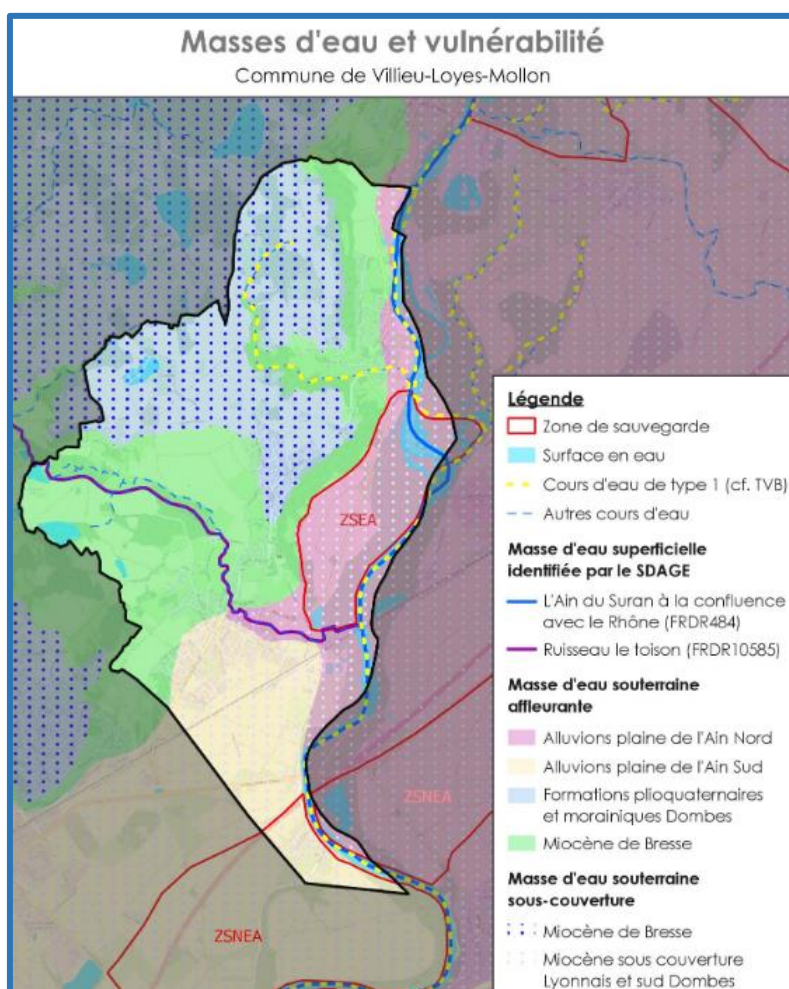 Masses d'eau et vulnérabilité
Commune de Villieu-Loyes-Mollon
ZSEA
ZSNEA
ZSNEA
Légende
Zone de sauvegarde
Surface en eau
Cours d'eau de type 1 (cf. TVB)
Autres cours d'eau
Masse d'eau superficielle
identifiée par le SDAGE
L'Ain du Suran à la confluence
avec le Rhône (FRDR484)
Ruisseau le toison (FRDR10585)
Masse d'eau souterraine
affleurante
Alluvions plaine de l'Ain Nord
Alluvions plaine de l'Ain Sud
Formations plioquaternaires
et morainiques Dombes
Miocène de Bresse
Masse d'eau souterraine
sous-couverture
Miocène de Bresse
Miocène sous couverture
Lyonnais et sud Dombes